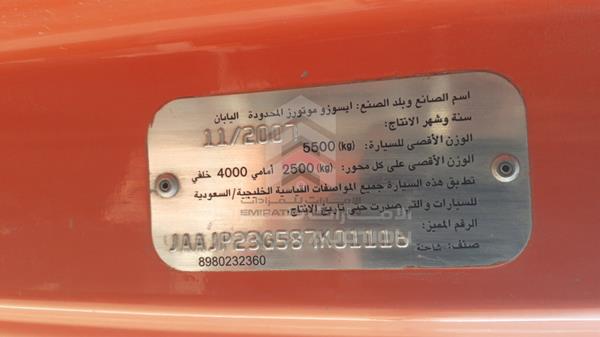 اسم الصانع وبلد الصنع: ايسوزو موتورز المحدودة اليابان
سنة وشهر الانتاج:
11/2007
الوزن الأقصى للسيارة: (kg) 5500
الوزن الأقصى على كل محور: (kg) 2500 أمامي 4000 خلفي
تطبق هذه السيارة جميع المواصفات القياسية الخليجية/السعودية
للسيارات والتي صدرت حتى تاريخ الإنتاج
الرقم المميز:
صنف: شاحنة
8980232360